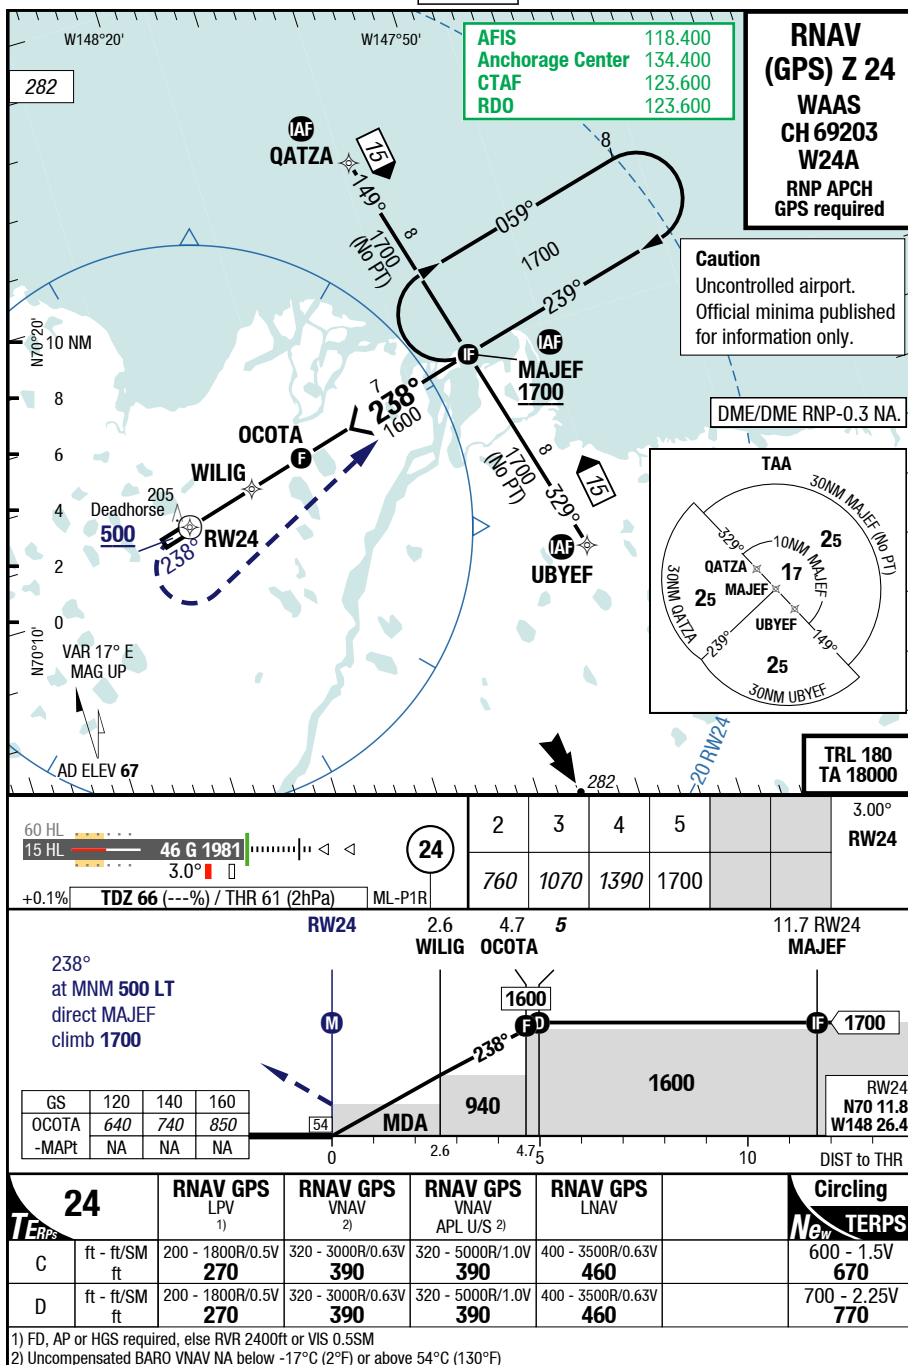 W148°20'
W147°50'
282
AFIS 118.400
Anchorage Center 134.400
CTAF 123.600
RDO 123.600
RNAV
(GPS) Z 24
WAAS
CH 69203
W24A
RNP APCH
GPS required
IAF
QATZA
15
149°
8
1700
(No PT)
8
059°
1700
239°
Caution
Uncontrolled airport.
Official minima published
for information only.
N70°20'
10 NM
8
6
4
2
0
N70°10'
IF
IAF
MAJEF
1700
7
238°
1600
OCOTA
F
WILIG
205
Deadhorse
500
RW24
238°
8
1700
(No PT)
329°
15
IAF
UBYEF
DME/DME RNP-0.3 NA.
TAA
30NM MAJEF (No PT)
329°
25
10NM MAJEF
QATZA
17
MAJEF
30NM QATZA
25
UBYEF
239°
149°
25
30NM UBYEF
VAR 17° E
MAG UP
AD ELEV 67
282
20 RW24
TRL 180
TA 18000
60 HL
15 HL
46 G 1981
3.0°
24
+0.1%
TDZ 66 (---%) / THR 61 (2hPa)
ML-P1R
2 3 4 5
760 1070 1390 1700
3.00°
RW24
RW24
2.6
WILIG
4.7
OCOTA
5
11.7 RW24
MAJEF
238°
at MNM 500 LT
direct MAJEF
climb 1700
M
1600
F
D
238°
IF
1700
1600
940
MDA
54
RW24
N70 11.8
W148 26.4
GS 120 140 160
OCOTA 640 740 850
-MAPt NA NA NA
0
2.6
4.7
5
10
DIST to THR
TERPs
24
RNAV GPS
LPV
1)
RNAV GPS
VNAV
2)
RNAV GPS
VNAV
APL U/S 2)
RNAV GPS
LNAV
Circling
New TERPS
C
ft - ft/SM
ft
200 - 1800R/0.5V
270
320 - 3000R/0.63V
390
320 - 5000R/1.0V
390
400 - 3500R/0.63V
460
600 - 1.5V
670
D
ft - ft/SM
ft
200 - 1800R/0.5V
270
320 - 3000R/0.63V
390
320 - 5000R/1.0V
390
400 - 3500R/0.63V
460
700 - 2.25V
770
1) FD, AP or HGS required, else RVR 2400ft or VIS 0.5SM
2) Uncompensated BARO VNAV NA below -17°C (2°F) or above 54°C (130°F)